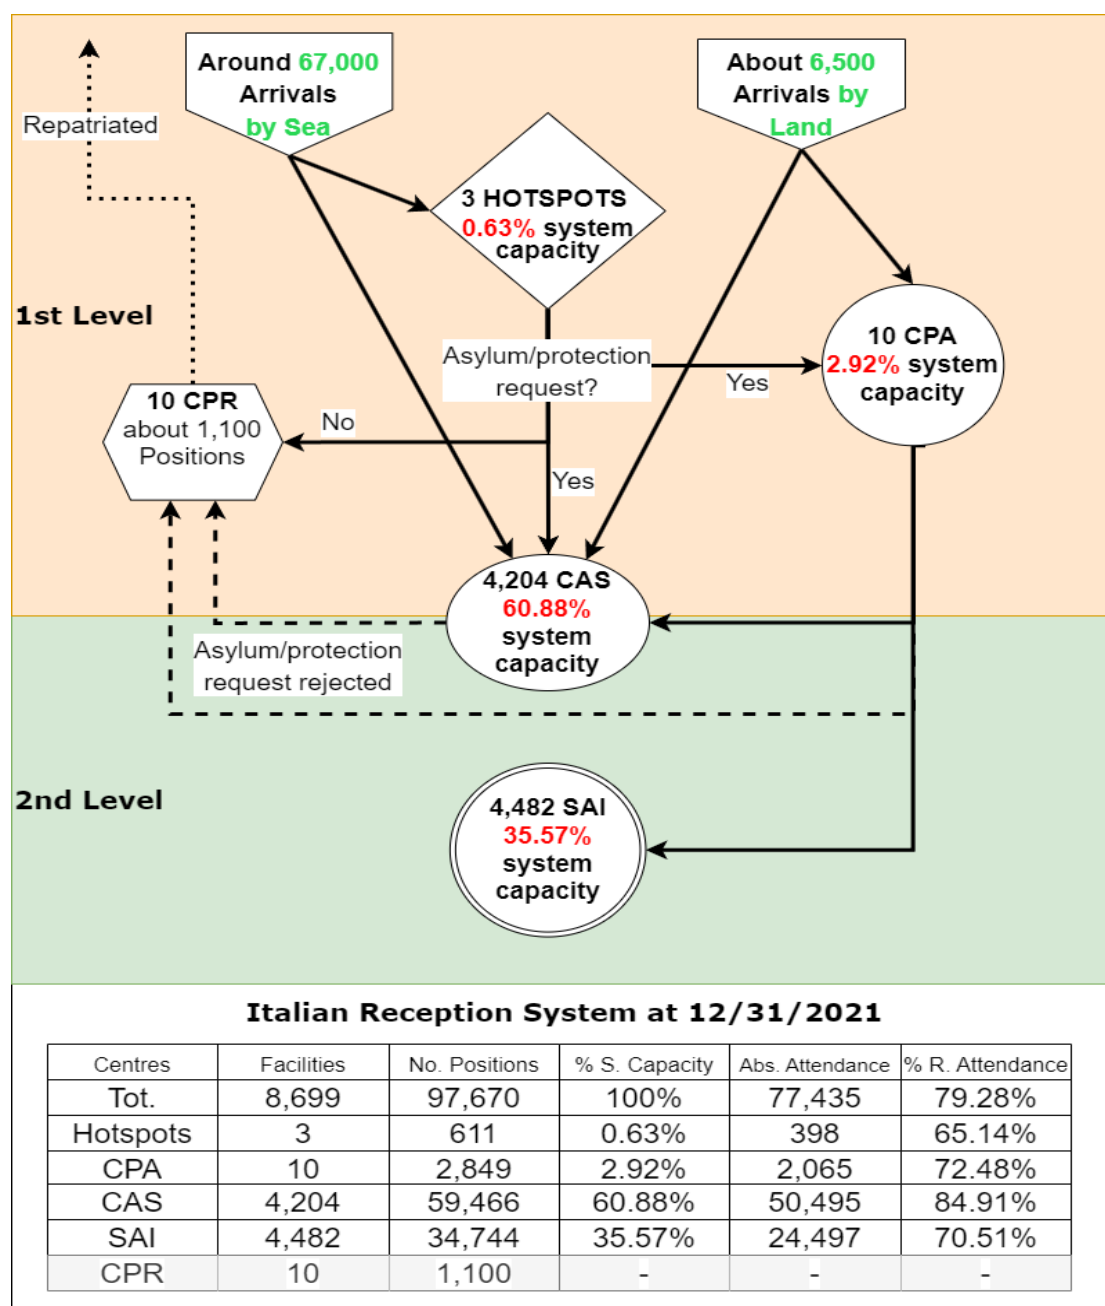 Around 67,000
Arrivals
by Sea
About 6,500
Arrivals by
Land
Repatriated
3 HOTSPOTS
0.63% system
capacity
1st Level
10 CPA
2.92% system
capacity
Asylum/protection
request?
Yes
10 CPR
about 1,100
Positions
No
Yes
4,204 CAS
60.88%
system
capacity
Asylum/protection
request rejected
2nd Level
4,482 SAI
35.57%
system
capacity
Italian Reception System at 12/31/2021
Centres Facilities No. Positions % S. Capacity Abs. Attendance % R. Attendance
Tot. 8,699 97,670 100% 77,435 79.28%
Hotspots 3 611 0.63% 398 65.14%
CPA 10 2,849 2.92% 2,065 72.48%
CAS 4,204 59,466 60.88% 50,495 84.91%
SAI 4,482 34,744 35.57% 24,497 70.51%
CPR 10 1,100 - - -